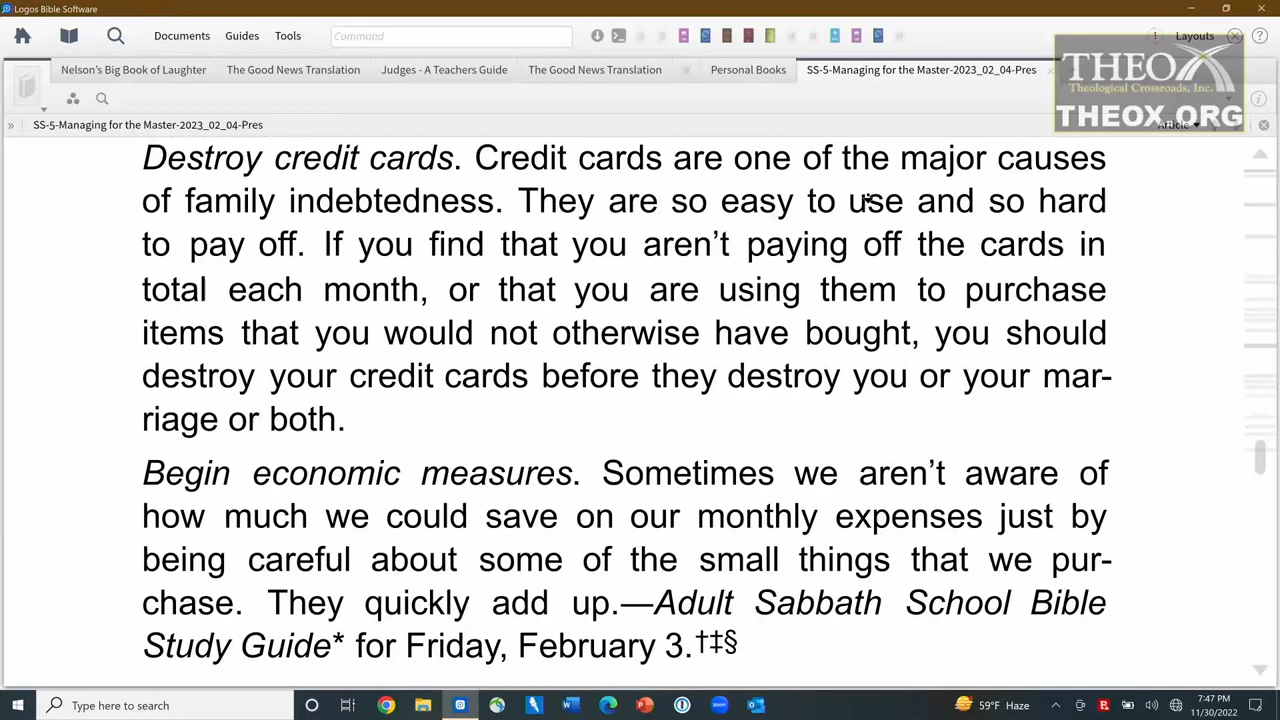 Logos Bible Software
Documents Guides Tools Command Layouts
Nelson's Big Book of Laughter The Good News Translation Judges - A Teachers Guide The Good News Translation Personal Books SS-5-Managing for the Master-2023_02_04-Pres
THEOX
Theological Crossroads, Inc.
THEOX.ORG
SS-5-Managing for the Master-2023_02_04-Pres Article
Destroy credit cards. Credit cards are one of the major causes
of family indebtedness. They are so easy to use and so hard
to pay off. If you find that you aren't paying off the cards in
total each month, or that you are using them to purchase
items that you would not otherwise have bought, you should
destroy your credit cards before they destroy you or your mar-
riage or both.
Begin economic measures. Sometimes we aren't aware of
how much we could save on our monthly expenses just by
being careful about some of the small things that we pur-
chase. They quickly add up.—Adult Sabbath School Bible
Study Guide* for Friday, February 3.†‡§
Type here to search 59°F Haze 7:47 PM
11/30/2022